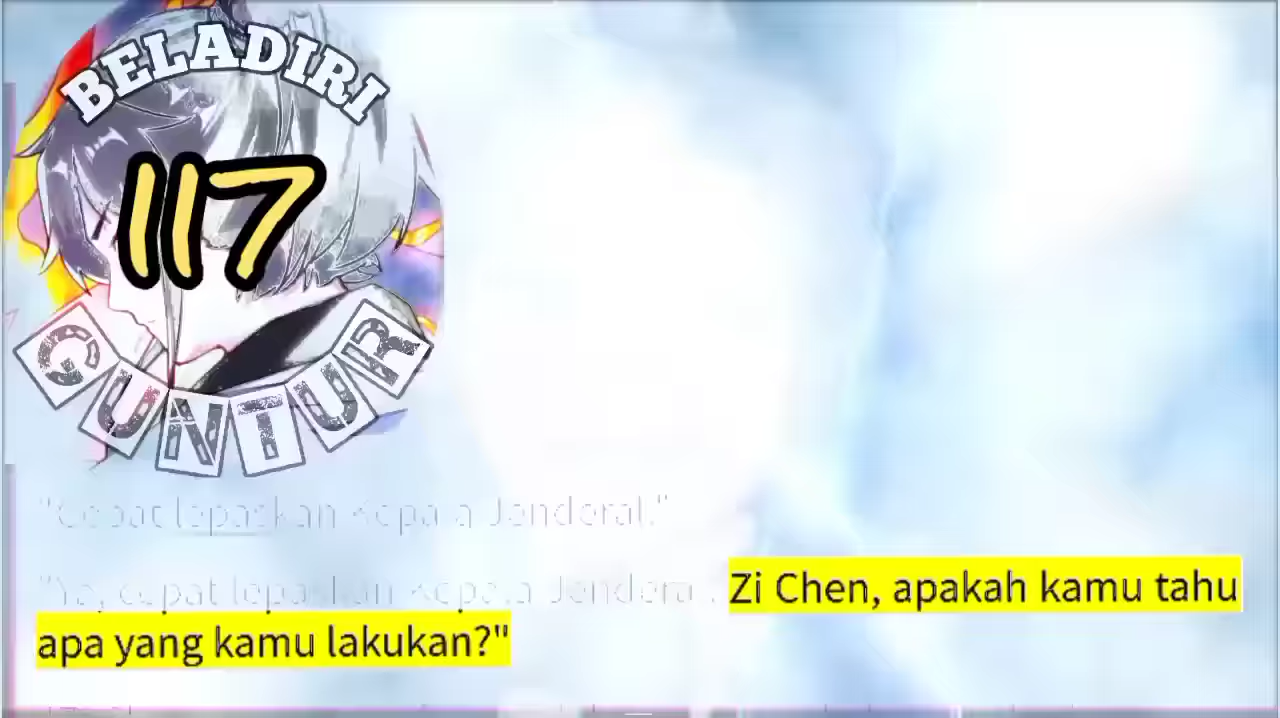 BELADIRI
117
GUNTUR
"Cepat lepaskan Kepala Jenderal."
"Ya, cepat lepaskan Kepala Jenderal. Zi Chen, apakah kamu tahu
apa yang kamu lakukan?"